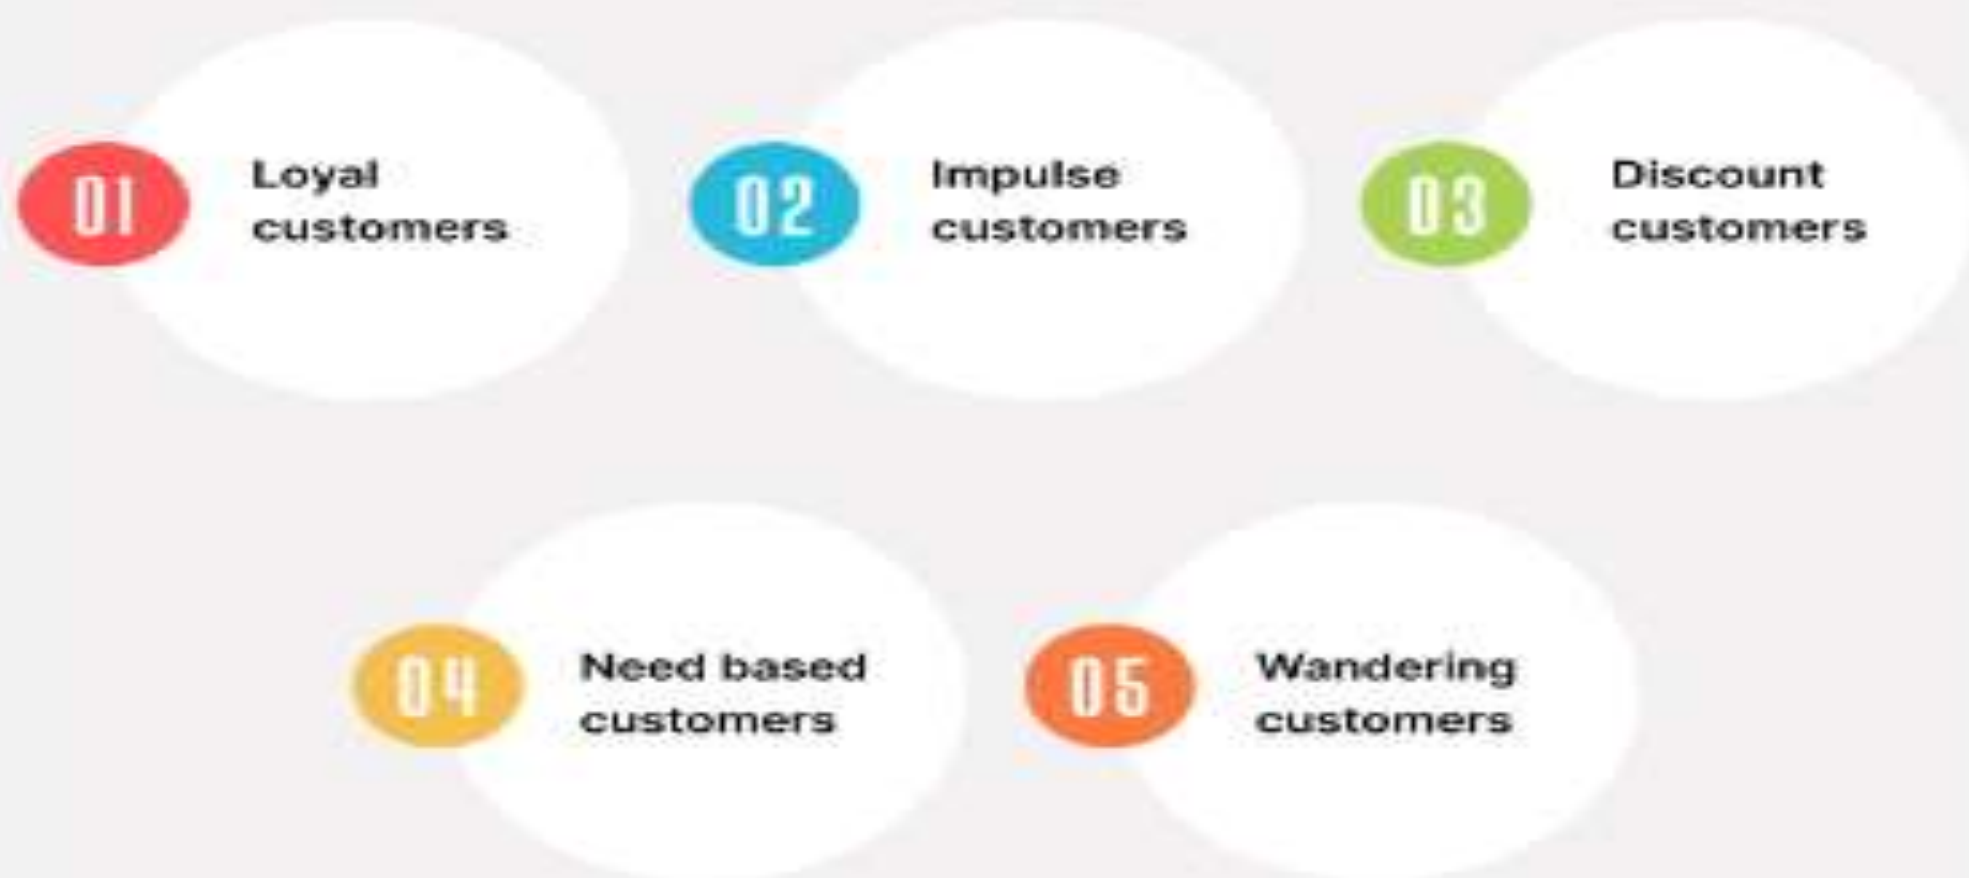 01
Loyal
customers
02
Impulse
customers
03
Discount
customers
04
Need based
customers
05
Wandering
customers